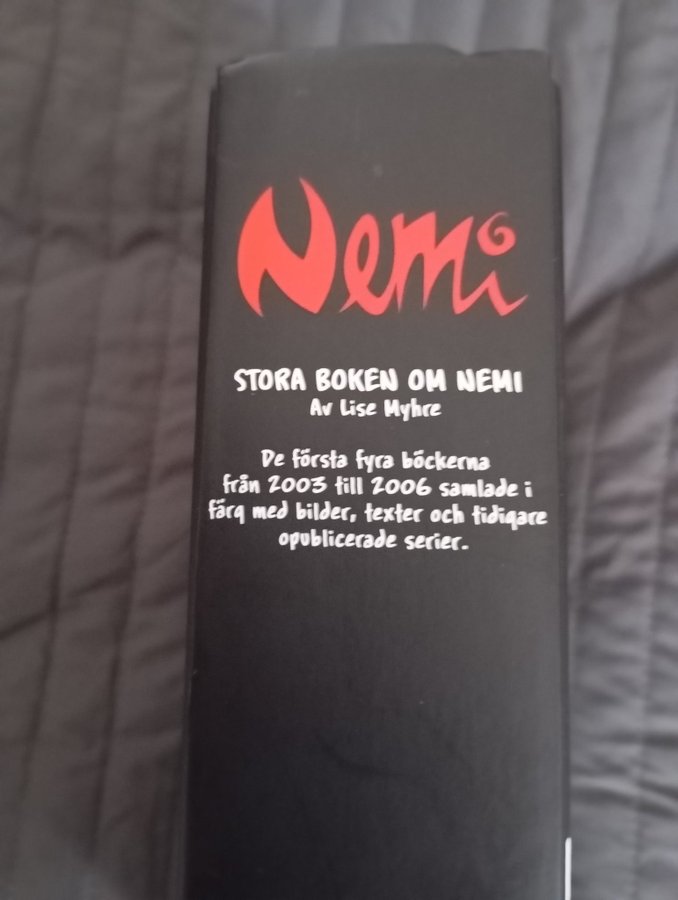 Nemi
STORA BOKEN OM NEMI
Av Lise Myhre
De första fyra böckerna
från 2003 till 2006 samlade i
färg med bilder, texter och tidigare
opublicerade serier.